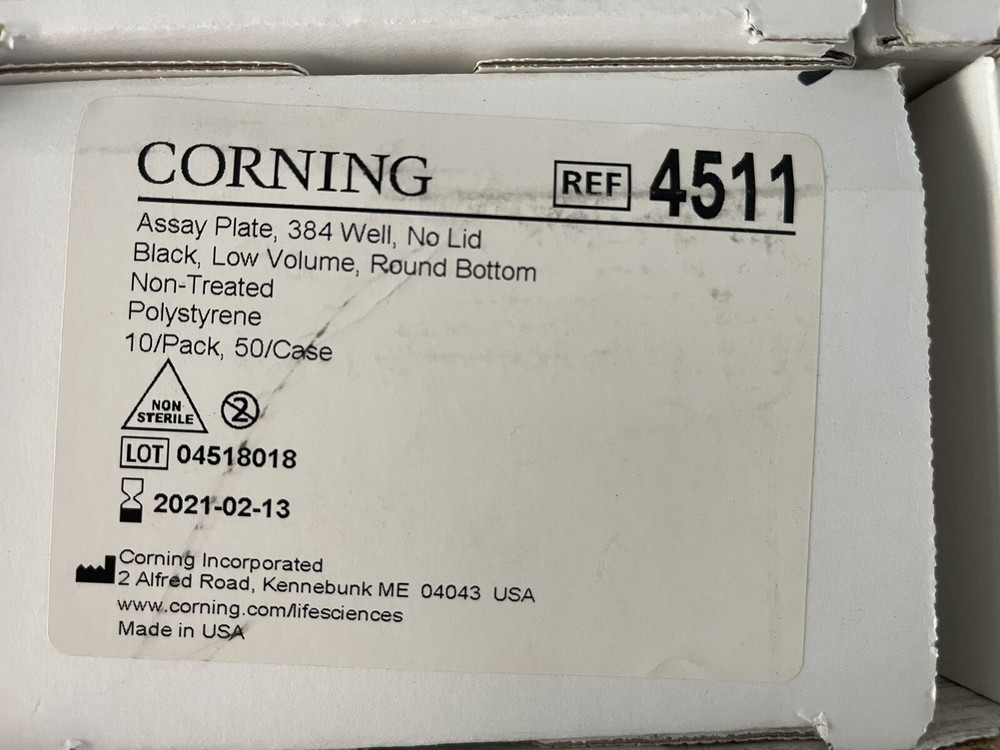 CORNING
REF 4511
Assay Plate, 384 Well, No Lid
Black, Low Volume, Round Bottom
Non-Treated
Polystyrene
10/Pack, 50/Case
NON
STERILE
2
LOT 04518018
2021-02-13
Corning Incorporated
2 Alfred Road, Kennebunk ME 04043 USA
www.corning.com/lifesciences
Made in USA